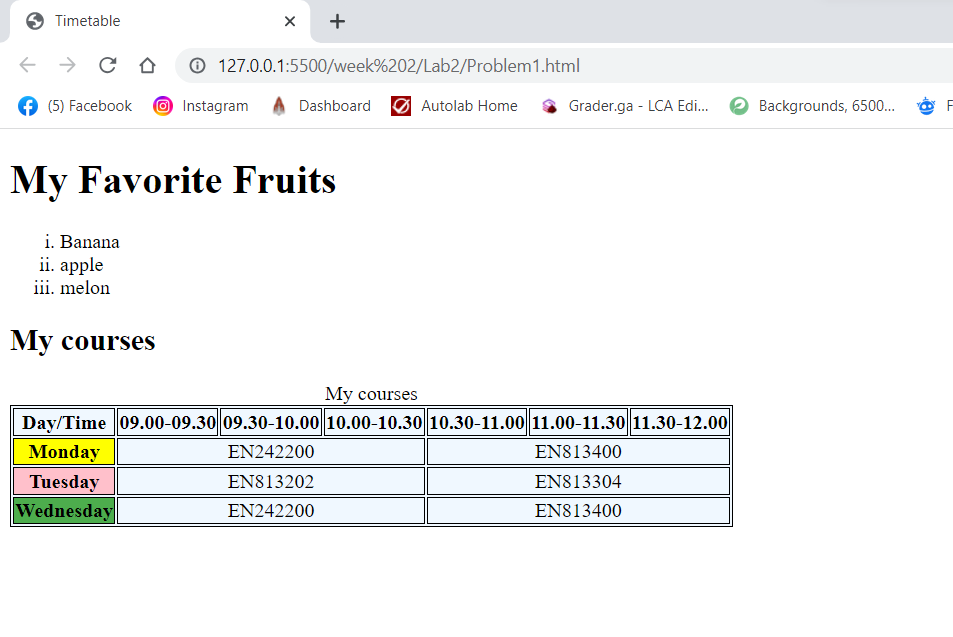 Timetable
127.0.0.1:5500/week%202/Lab2/Problem1.html
(5) Facebook Instagram Dashboard Autolab Home Grader.ga - LCA Edi... Backgrounds, 6500... F
My Favorite Fruits
i. Banana
ii. apple
iii. melon
My courses
My courses
Day/Time 09.00-09.30 09.30-10.00 10.00-10.30 10.30-11.00 11.00-11.30 11.30-12.00
Monday EN242200 EN813400
Tuesday EN813202 EN813304
Wednesday EN242200 EN813400